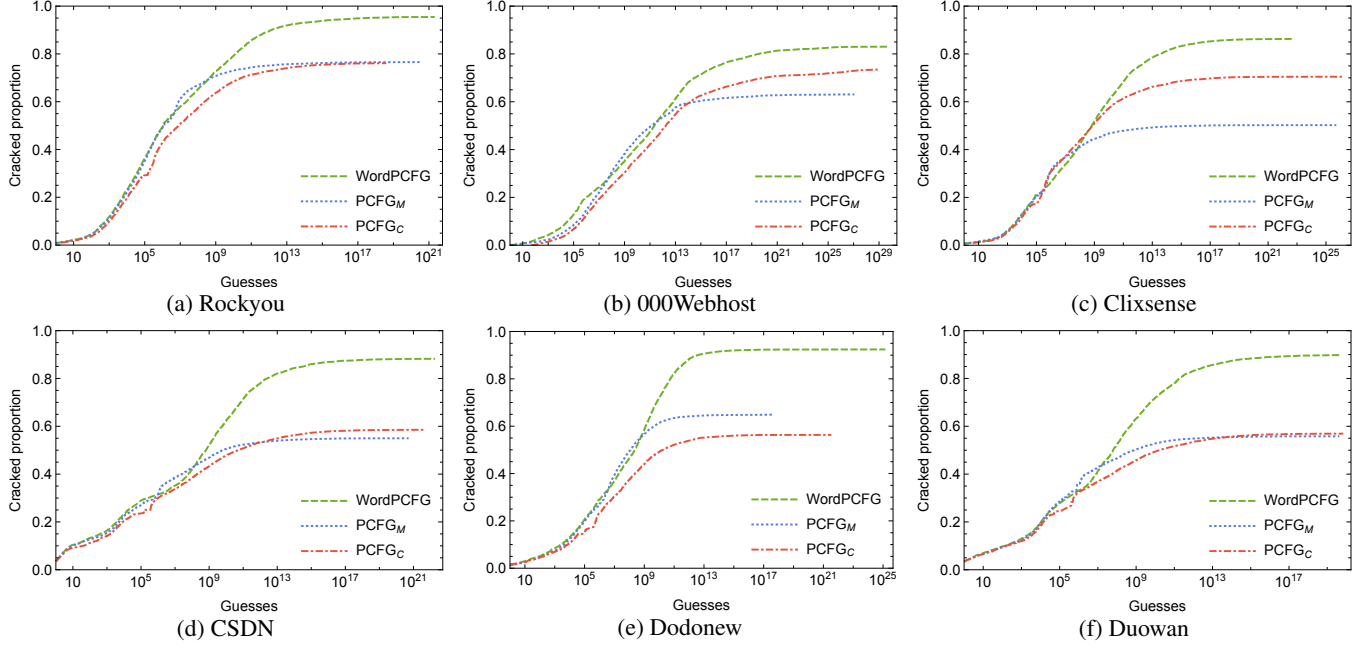 Cracked proportion
1.0
0.8
0.6
0.4
0.2
0.0
WordPCFG
PCFG_M
PCFG_C
10 10^5 10^9 10^13 10^17 10^21
Guesses
(a) Rockyou
Cracked proportion
1.0
0.8
0.6
0.4
0.2
0.0
WordPCFG
PCFG_M
PCFG_C
10 10^5 10^9 10^13 10^17 10^21 10^25 10^29
Guesses
(b) 000Webhost
Cracked proportion
1.0
0.8
0.6
0.4
0.2
0.0
WordPCFG
PCFG_M
PCFG_C
10 10^5 10^9 10^13 10^17 10^21 10^25
Guesses
(c) Clixsense
Cracked proportion
1.0
0.8
0.6
0.4
0.2
0.0
WordPCFG
PCFG_M
PCFG_C
10 10^5 10^9 10^13 10^17 10^21
Guesses
(d) CSDN
Cracked proportion
1.0
0.8
0.6
0.4
0.2
0.0
WordPCFG
PCFG_M
PCFG_C
10 10^5 10^9 10^13 10^17 10^21 10^25
Guesses
(e) Dodonew
Cracked proportion
1.0
0.8
0.6
0.4
0.2
0.0
WordPCFG
PCFG_M
PCFG_C
10 10^5 10^9 10^13 10^17
Guesses
(f) Duowan